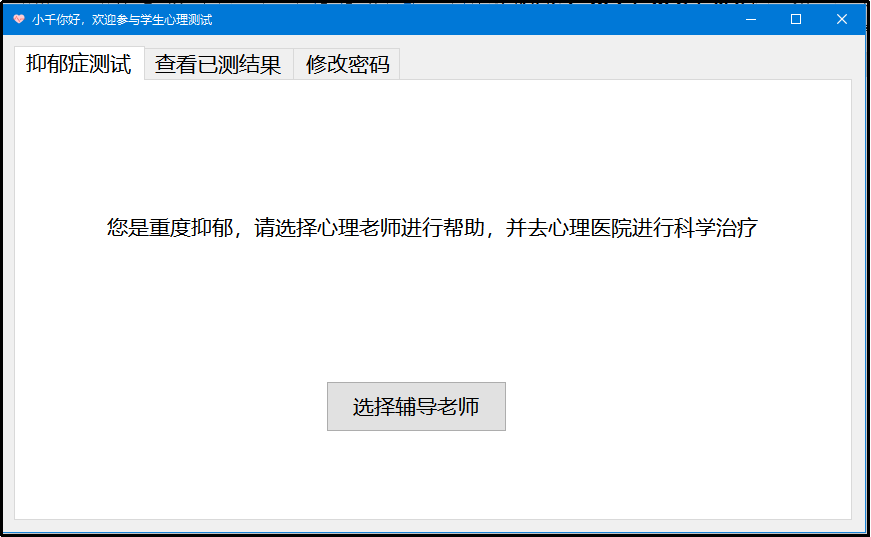 小千你好，欢迎参与学生心理测试
抑郁症测试 查看已测结果 修改密码
您是重度抑郁，请选择心理老师进行帮助，并去心理医院进行科学治疗
选择辅导老师